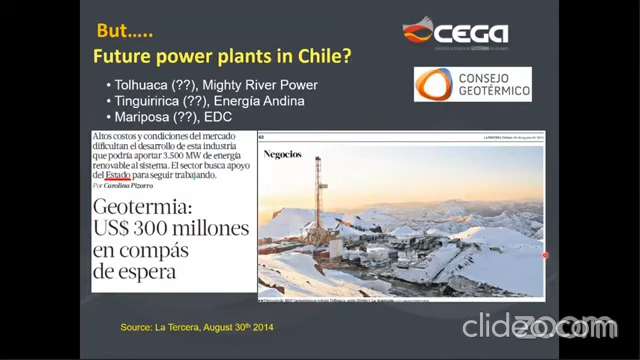 But…..
Future power plants in Chile?
CEGA
• Tolhuaca (??), Mighty River Power
• Tinguiririca (??), Energía Andina
• Mariposa (??), EDC
CONSEJO
GEOTÉRMICO
Altos costos y condiciones del mercado
dificultan el desarrollo de esta industria
que podría aportar 3.500 MW de energía
renovable al sistema. El sector busca apoyo
del Estado para seguir trabajando.
Por Carolina Pizarro
Geotermia:
US$ 300 millones
en compás
de espera
62
Negocios
Source: La Tercera, August 30th 2014
clideo.com
zoom